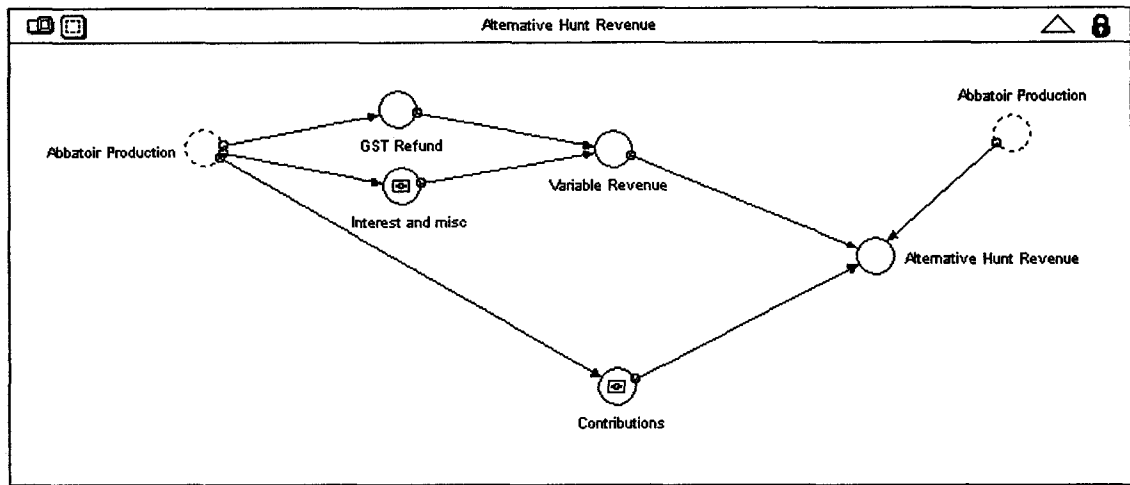 Alternative Hunt Revenue
Abbatoir Production
GST Refund
Abbatoir Production
Interest and misc
Variable Revenue
Alternative Hunt Revenue
Contributions